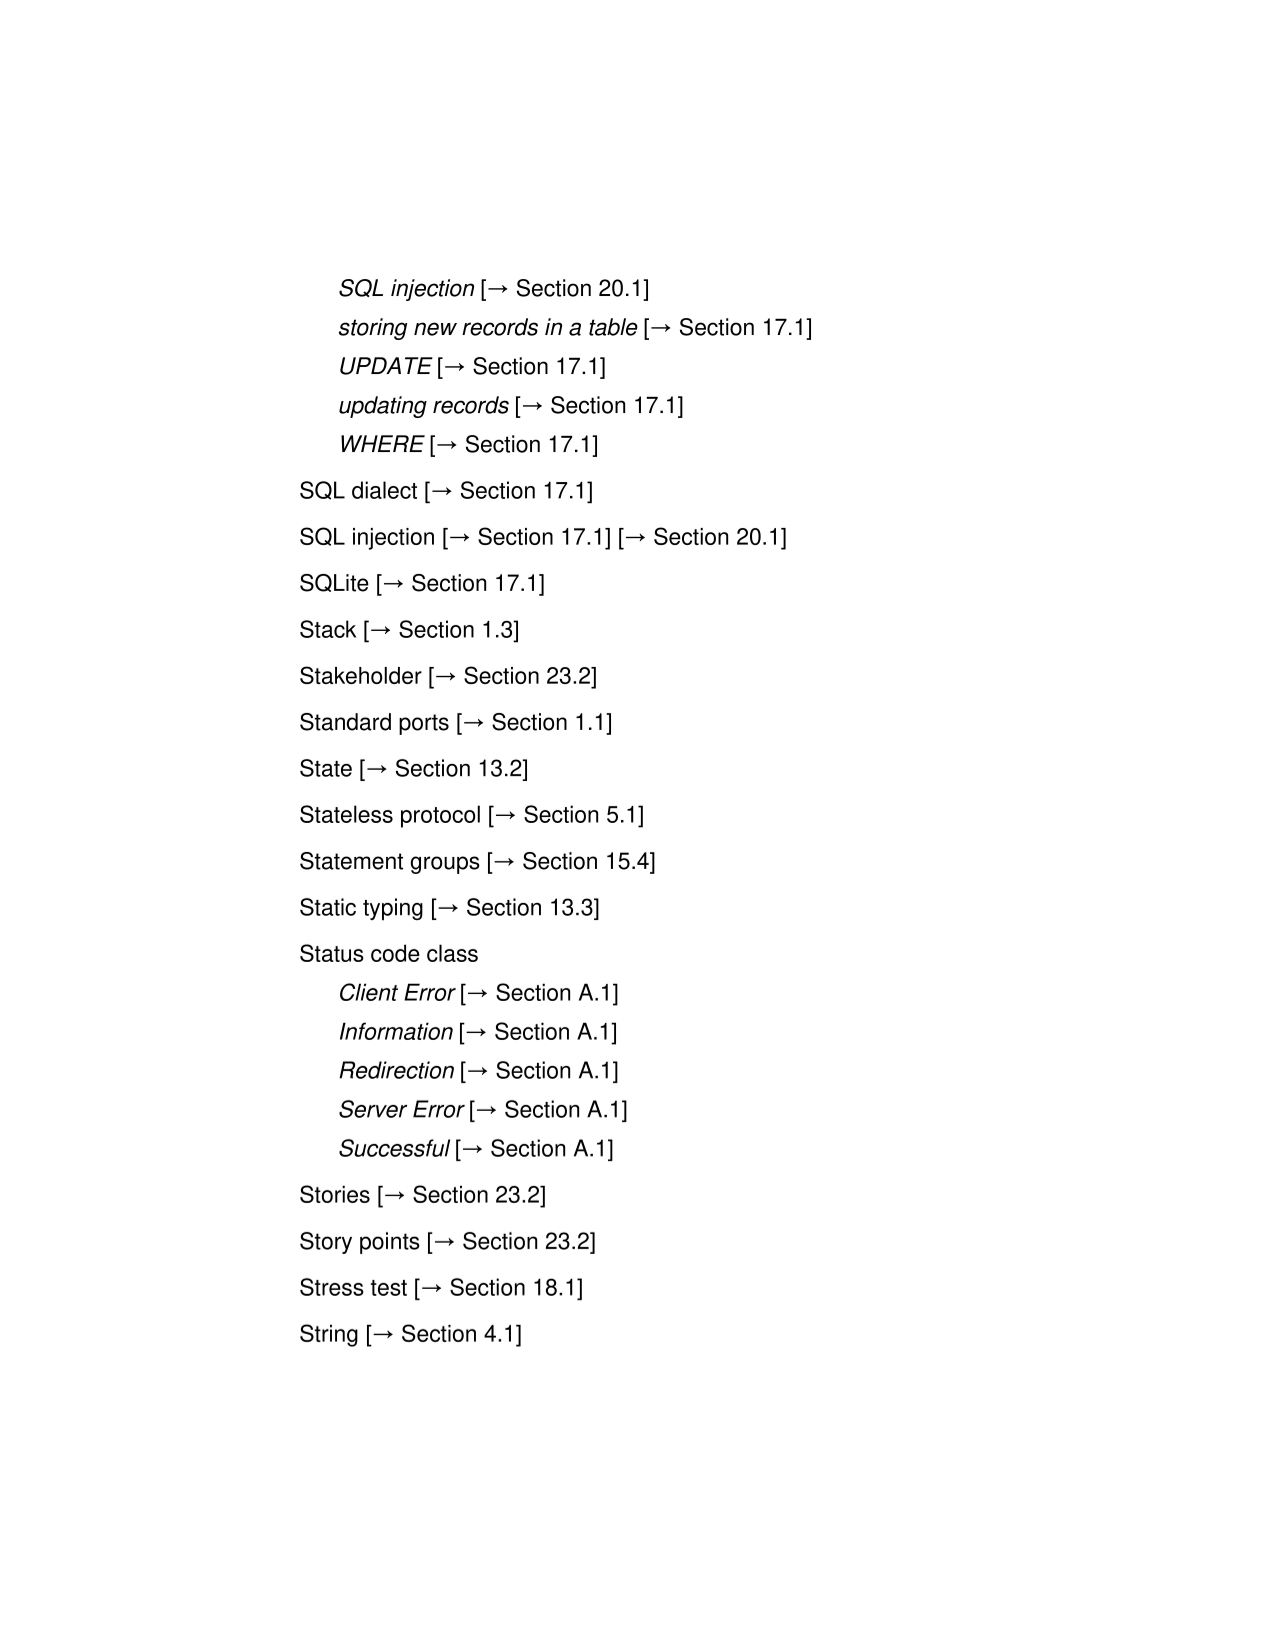 SQL injection [→ Section 20.1]
storing new records in a table [→ Section 17.1]
UPDATE [→ Section 17.1]
updating records [→ Section 17.1]
WHERE [→ Section 17.1]
SQL dialect [→ Section 17.1]
SQL injection [→ Section 17.1] [→ Section 20.1]
SQLite [→ Section 17.1]
Stack [→ Section 1.3]
Stakeholder [→ Section 23.2]
Standard ports [→ Section 1.1]
State [→ Section 13.2]
Stateless protocol [→ Section 5.1]
Statement groups [→ Section 15.4]
Static typing [→ Section 13.3]
Status code class
Client Error [→ Section A.1]
Information [→ Section A.1]
Redirection [→ Section A.1]
Server Error [→ Section A.1]
Successful [→ Section A.1]
Stories [→ Section 23.2]
Story points [→ Section 23.2]
Stress test [→ Section 18.1]
String [→ Section 4.1]